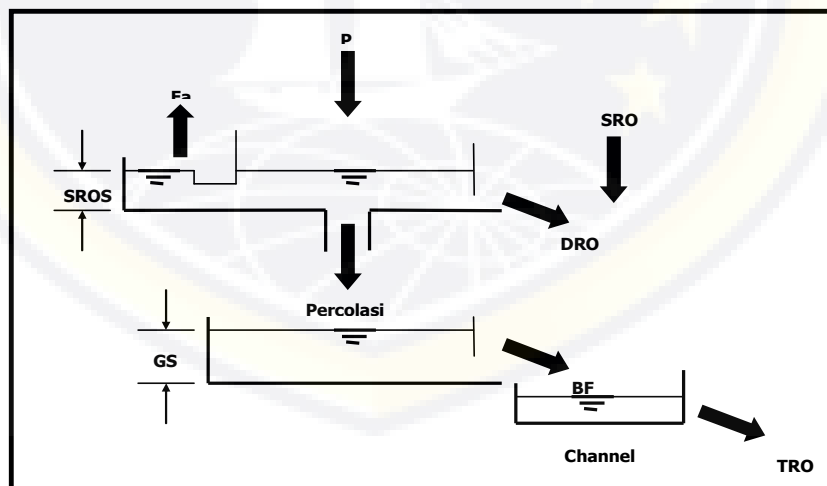 P
Ea
SRO
SROS
DRO
Percolasi
GS
BF
Channel
TRO